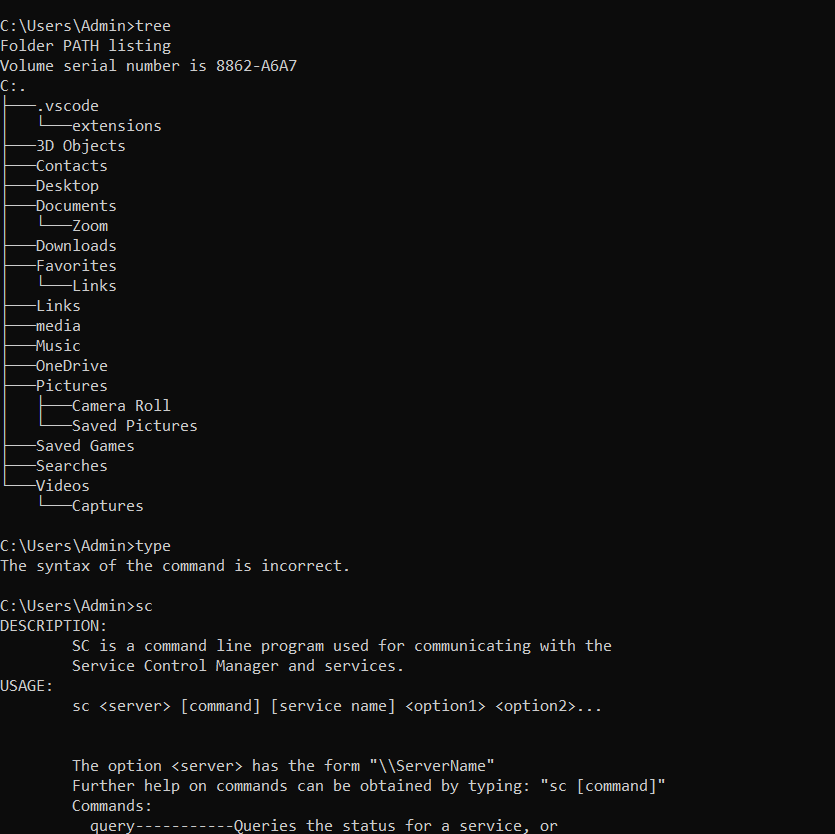 C:\Users\Admin>tree
Folder PATH listing
Volume serial number is 8862-A6A7
C:.
├───.vscode
│   └───extensions
├───3D Objects
├───Contacts
├───Desktop
├───Documents
│   └───Zoom
├───Downloads
├───Favorites
│   └───Links
├───Links
├───media
├───Music
├───OneDrive
├───Pictures
│   ├───Camera Roll
│   └───Saved Pictures
├───Saved Games
├───Searches
└───Videos
    └───Captures

C:\Users\Admin>type
The syntax of the command is incorrect.

C:\Users\Admin>sc
DESCRIPTION:
        SC is a command line program used for communicating with the
        Service Control Manager and services.
USAGE:
        sc <server> [command] [service name] <option1> <option2>...


        The option <server> has the form "\\ServerName"
        Further help on commands can be obtained by typing: "sc [command]"
        Commands:
          query-----------Queries the status for a service, or